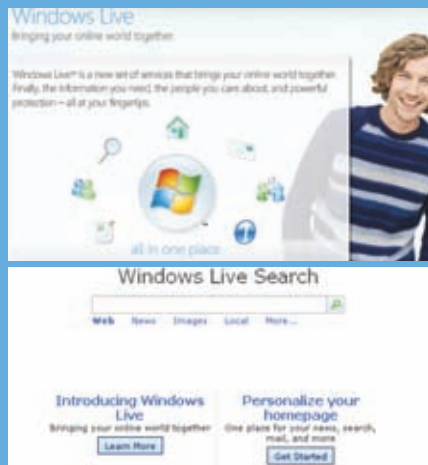 Windows Live
Bringing your online world together
Windows Live™ is a new set of services that brings your online world together.
Finally, the information you need, the people you care about, and powerful
protection—all at your fingertips.
all in one place
Windows Live Search
Web News Images Local More...
Introducing Windows
Live
Bringing your online world together
Learn More
Personalize your
homepage
One place for your news, search,
mail, and more
Get Started